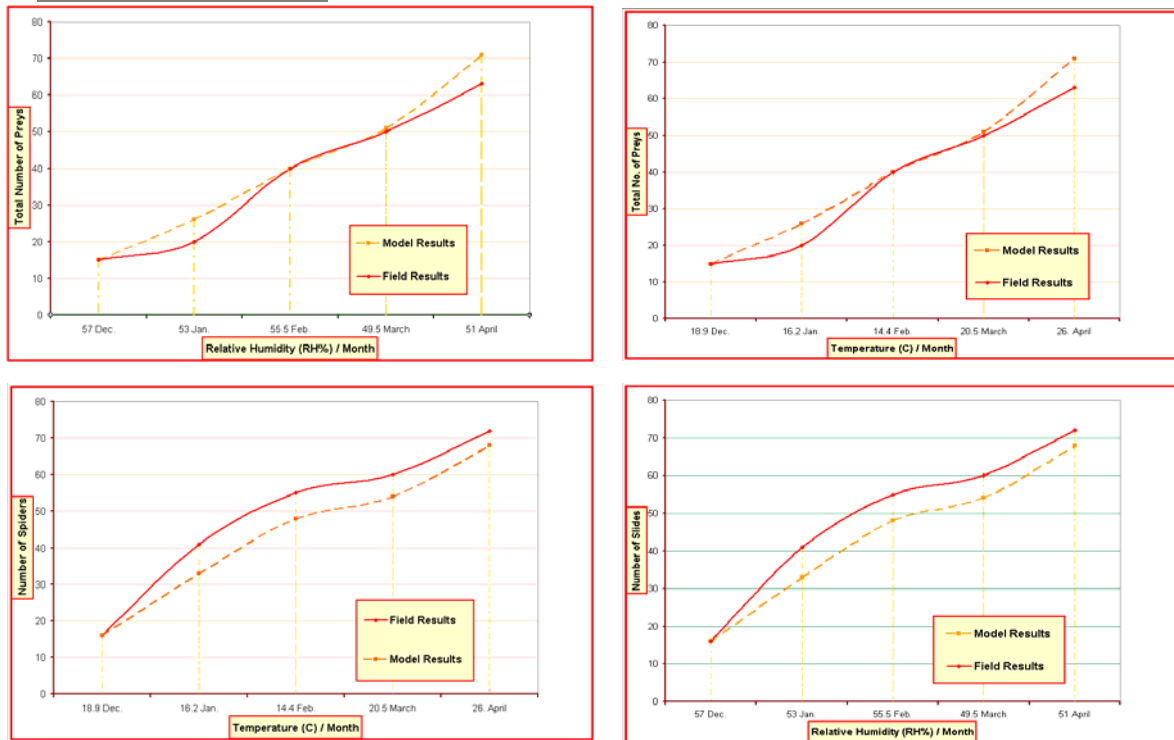 80
70
60
50
40
30
20
10
0
Total Number of Preys
Model Results
Field Results
57 Dec.
53 Jan.
55.5 Feb.
49.5 March
51 April
Relative Humidity (RH%) / Month
80
70
60
50
40
30
20
10
0
Total No. of Preys
Model Results
Field Results
18.9 Dec.
16.2 Jan.
14.4 Feb.
20.5 March
26. April
Temperature (C) / Month
80
70
60
50
40
30
20
10
0
Number of Spiders
Field Results
Model Results
18.9 Dec.
16.2 Jan.
14.4 Feb.
20.5 March
26. April
Temperature (C) / Month
80
70
60
50
40
30
20
10
0
Number of Slides
Model Results
Field Results
57 Dec.
53 Jan.
55.5 Feb.
49.5 March
51 April
Relative Humidity (RH%) / Month